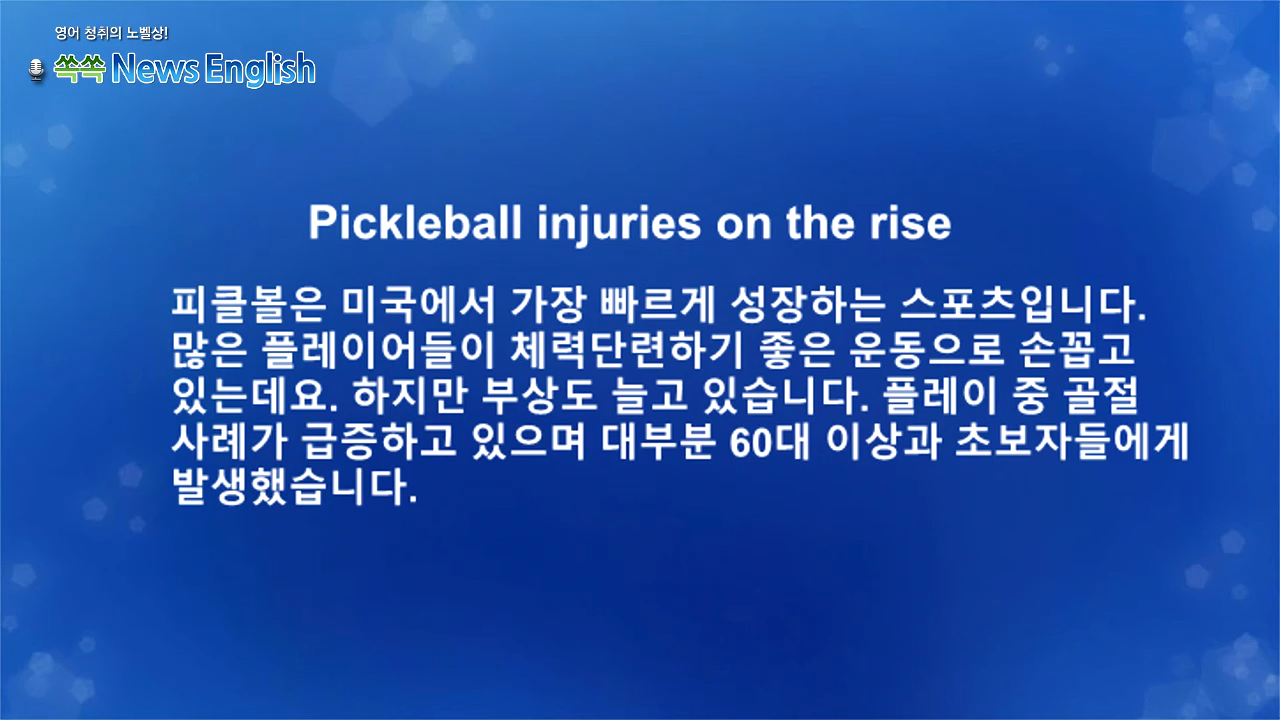 영어 청취의 노벨상!
쏙쏙 News English
Pickleball injuries on the rise
피클볼은 미국에서 가장 빠르게 성장하는 스포츠입니다.
많은 플레이어들이 체력단련하기 좋은 운동으로 손꼽고
있는데요. 하지만 부상도 늘고 있습니다. 플레이 중 골절
사례가 급증하고 있으며 대부분 60대 이상과 초보자들에게
발생했습니다.